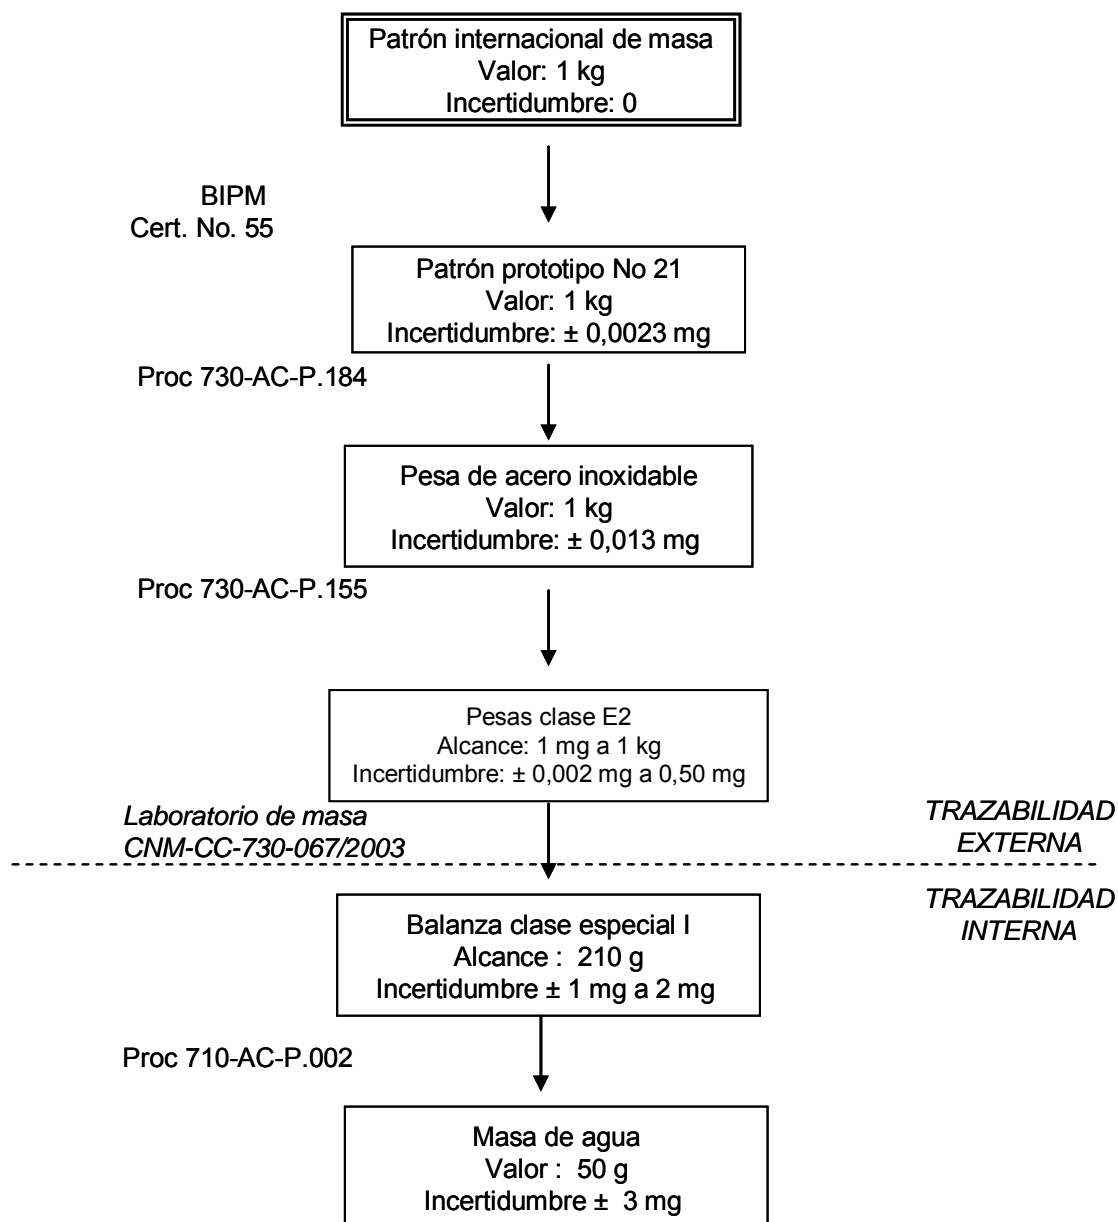 Patrón internacional de masa
Valor: 1 kg
Incertidumbre: 0
BIPM
Cert. No. 55
Patrón prototipo No 21
Valor: 1 kg
Incertidumbre: ± 0,0023 mg
Proc 730-AC-P.184
Pesa de acero inoxidable
Valor: 1 kg
Incertidumbre: ± 0,013 mg
Proc 730-AC-P.155
Pesas clase E2
Alcance: 1 mg a 1 kg
Incertidumbre: ± 0,002 mg a 0,50 mg
Laboratorio de masa
CNM-CC-730-067/2003
TRAZABILIDAD
EXTERNA
TRAZABILIDAD
INTERNA
Balanza clase especial I
Alcance :  210 g
Incertidumbre ± 1 mg a 2 mg
Proc 710-AC-P.002
Masa de agua
Valor :  50 g
Incertidumbre ±  3 mg